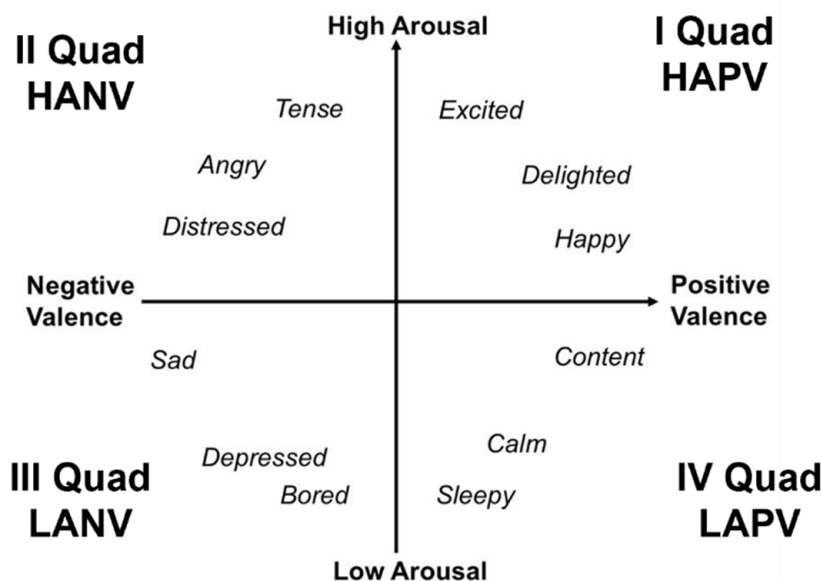 High Arousal
II Quad
HANV
I Quad
HAPV
Tense
Excited
Angry
Delighted
Distressed
Happy
Negative
Valence
Positive
Valence
Sad
Content
Depressed
Calm
Bored
Sleepy
III Quad
LANV
IV Quad
LAPV
Low Arousal